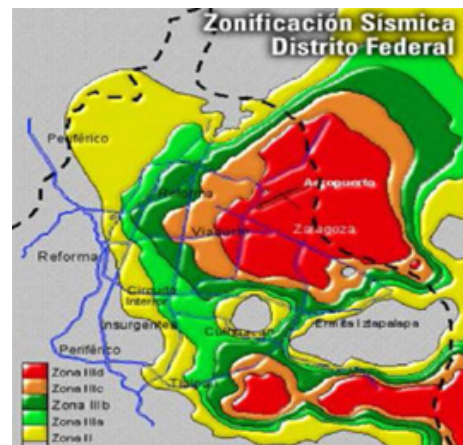 Zonificación Sísmica
Distrito Federal
Periférico
Reforma
Aeropuerto
Viaducto
Zaragoza
Reforma
Circuito
Interior
Insurgentes
Ermita Iztapalapa
Periférico
Tlalpan
Zona IIId
Zona IIIc
Zona IIIb
Zona IIIa
Zona II